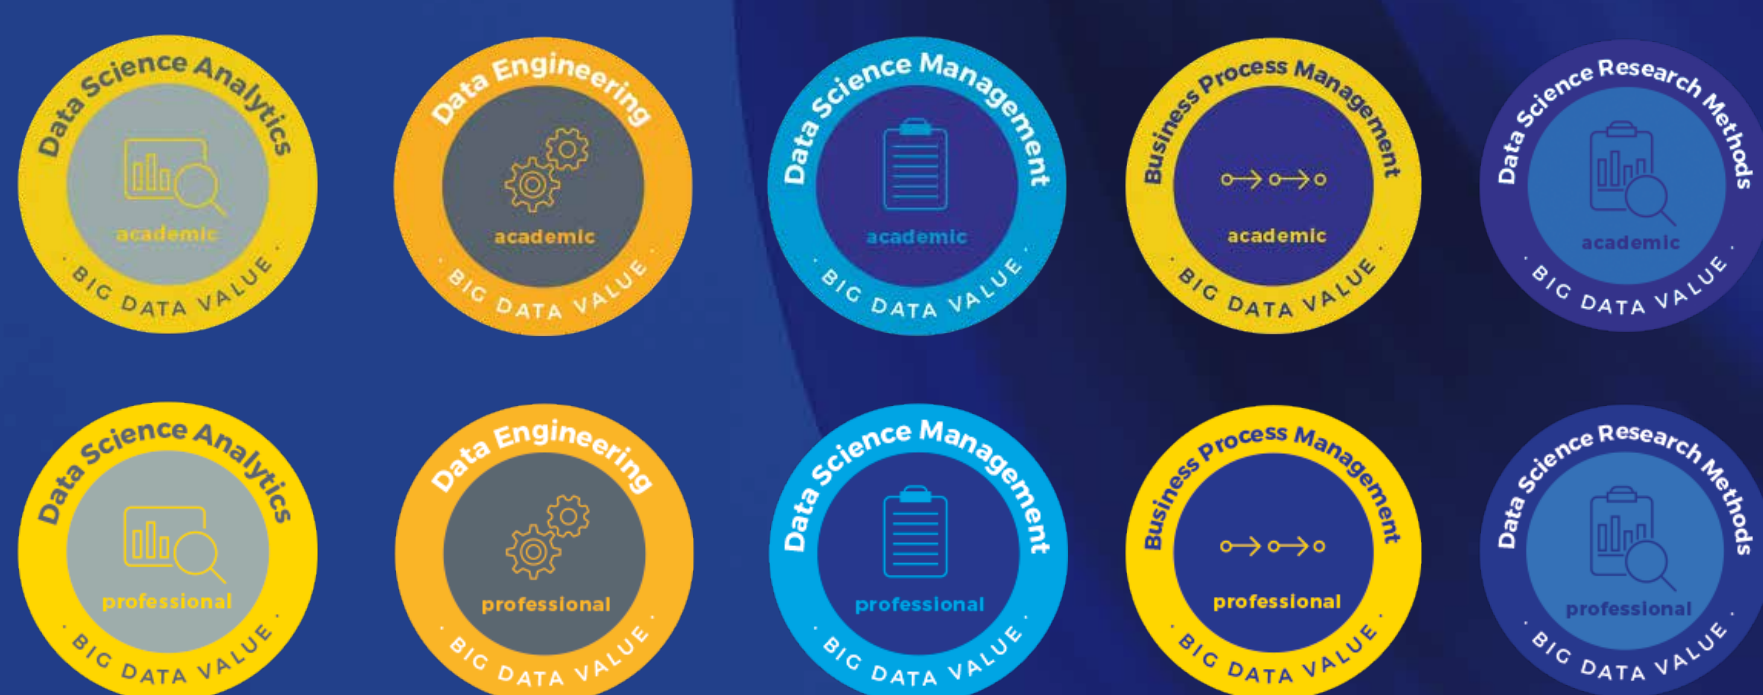 Data Science Analytics
academic
· BIG DATA VALUE ·
Data Engineering
academic
· BIG DATA VALUE ·
Data Science Management
academic
· BIG DATA VALUE ·
Business Process Management
academic
· BIG DATA VALUE ·
Data Science Research Methods
academic
· BIG DATA VALUE ·
Data Science Analytics
professional
· BIG DATA VALUE ·
Data Engineering
professional
· BIG DATA VALUE ·
Data Science Management
professional
· BIG DATA VALUE ·
Business Process Management
professional
· BIG DATA VALUE ·
Data Science Research Methods
professional
· BIG DATA VALUE ·